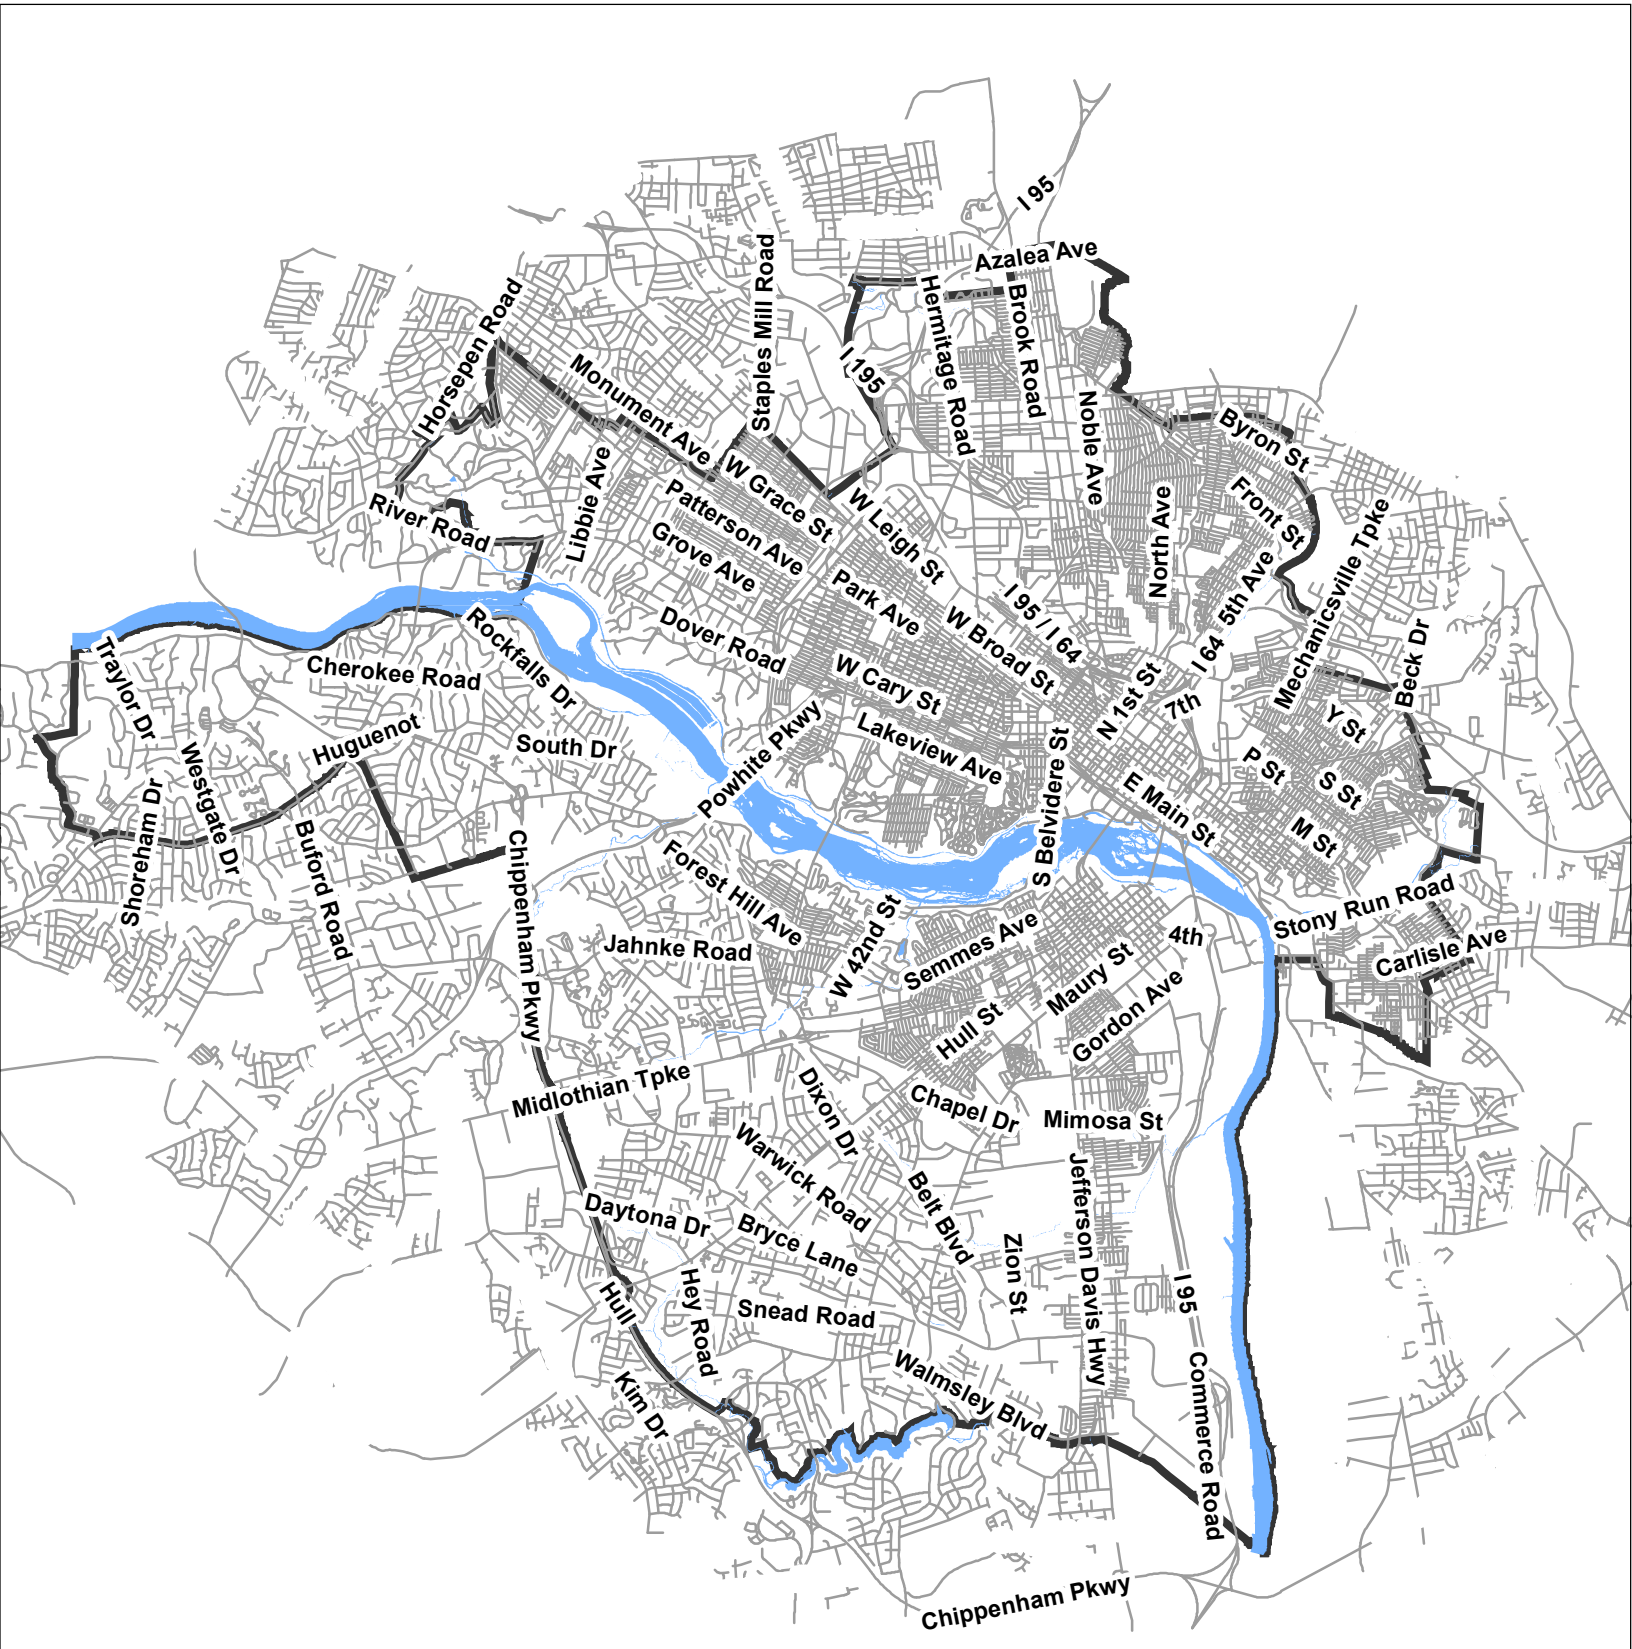 I 95
Azalea Ave
Staples Mill Road
Horsepen Road
Hermitage Road
Brook Road
I 195
Monument Ave
Noble Ave
Byron St
W Grace St
Libbie Ave
Patterson Ave
W Leigh St
North Ave
Front St
Mechanicsville Tpke
River Road
Grove Ave
Park Ave
I 95 / I 64
5th Ave
I 64
W Broad St
Dover Road
Rockfalls Dr
Cherokee Road
Traylor Dr
W Cary St
N 1st St
7th
Beck Dr
Y St
Huguenot
South Dr
Powhite Pkwy
Lakeview Ave
S Belvidere St
P St
S St
Westgate Dr
Shoreham Dr
E Main St
M St
Buford Road
Chippenham Pkwy
Forest Hill Ave
Jahnke Road
W 42nd St
Semmes Ave
4th
Stony Run Road
Carlisle Ave
Maury St
Gordon Ave
Hull St
Midlothian Tpke
Dixon Dr
Chapel Dr
Mimosa St
Warwick Road
Daytona Dr
Bryce Lane
Belt Blvd
Jefferson Davis Hwy
Zion St
I 95
Hull
Hey Road
Snead Road
Kim Dr
Walmsley Blvd
Commerce Road
Chippenham Pkwy